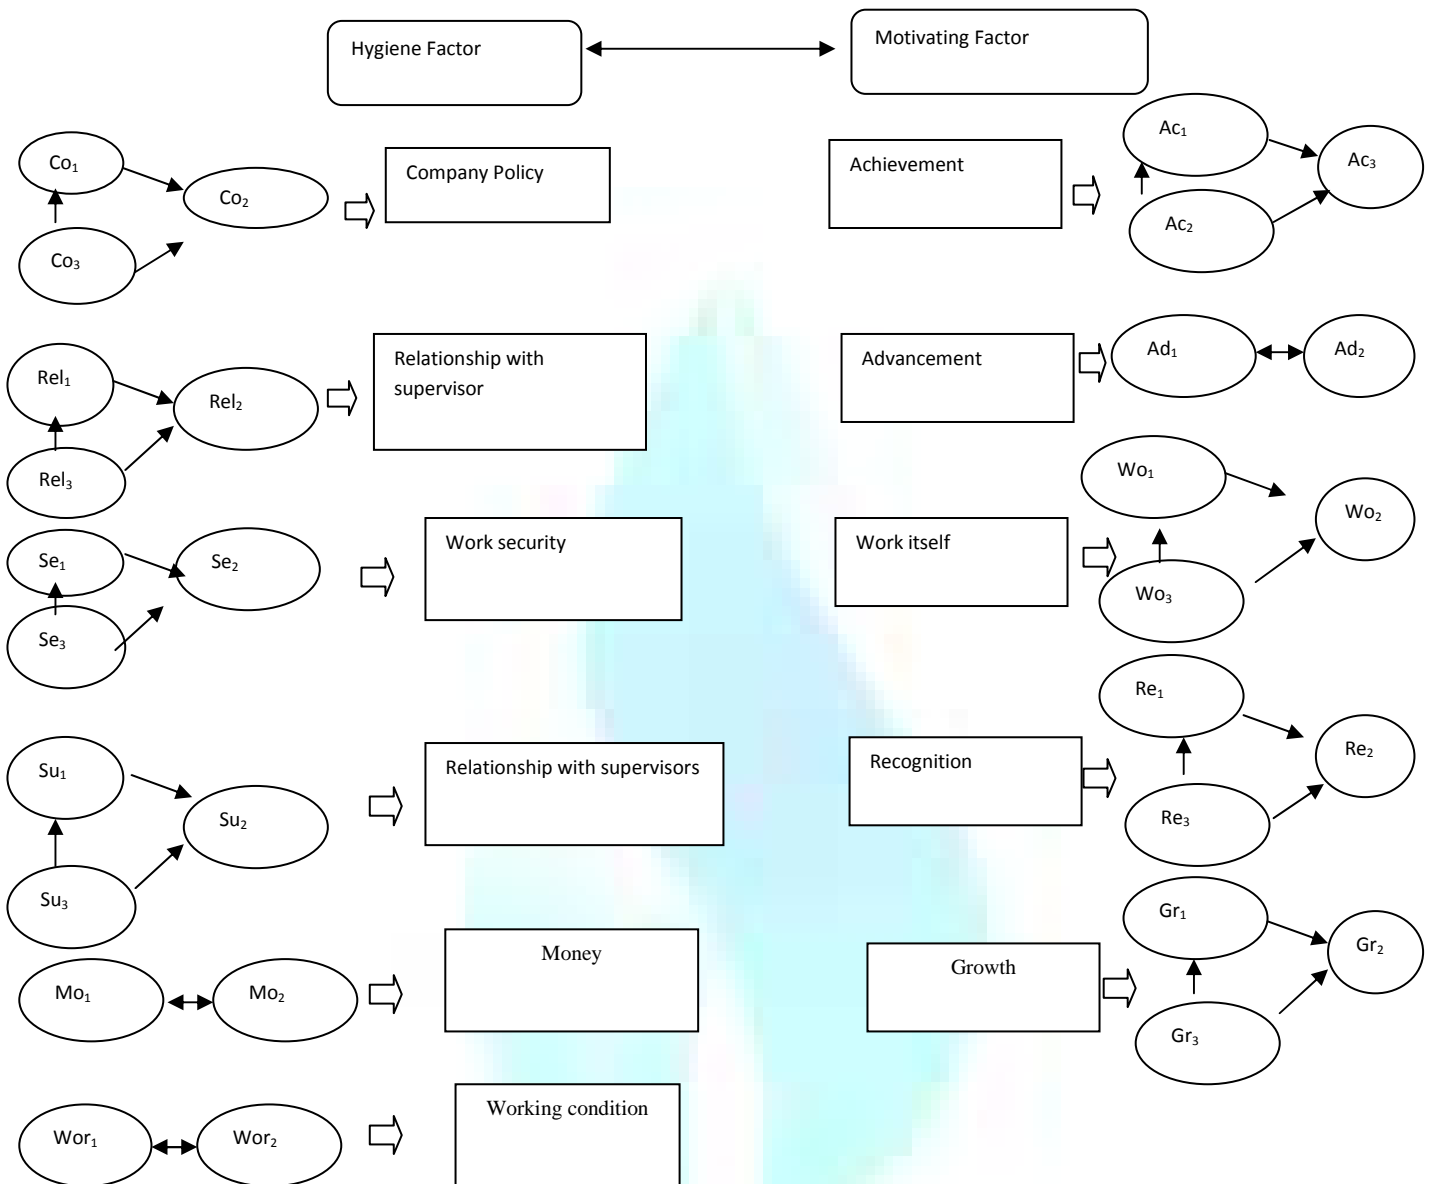 Hygiene Factor
Motivating Factor
Co₁
Co₂
Co₃
Company Policy
Achievement
Ac₁
Ac₂
Ac₃
Rel₁
Rel₂
Rel₃
Relationship with
supervisor
Advancement
Ad₁
Ad₂
Se₁
Se₂
Se₃
Work security
Work itself
Wo₁
Wo₂
Wo₃
Su₁
Su₂
Su₃
Relationship with supervisors
Recognition
Re₁
Re₂
Re₃
Mo₁
Mo₂
Money
Growth
Gr₁
Gr₂
Gr₃
Wor₁
Wor₂
Working condition